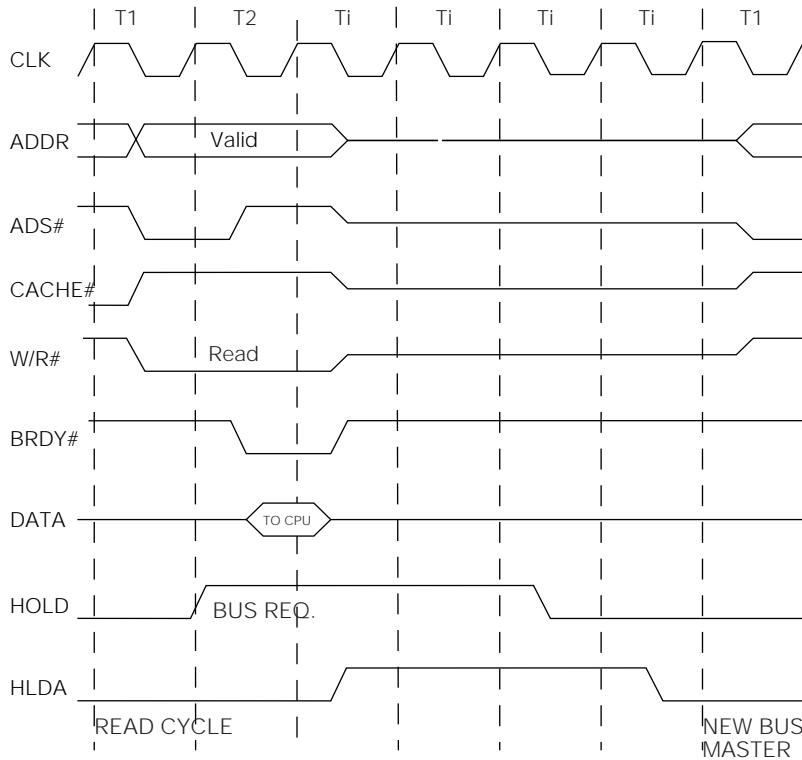 T1 T2 Ti Ti Ti Ti T1
CLK
ADDR Valid
ADS#
CACHE#
W/R# Read
BRDY#
DATA TO CPU
HOLD BUS REQ.
HLDA
READ CYCLE NEW BUS
MASTER